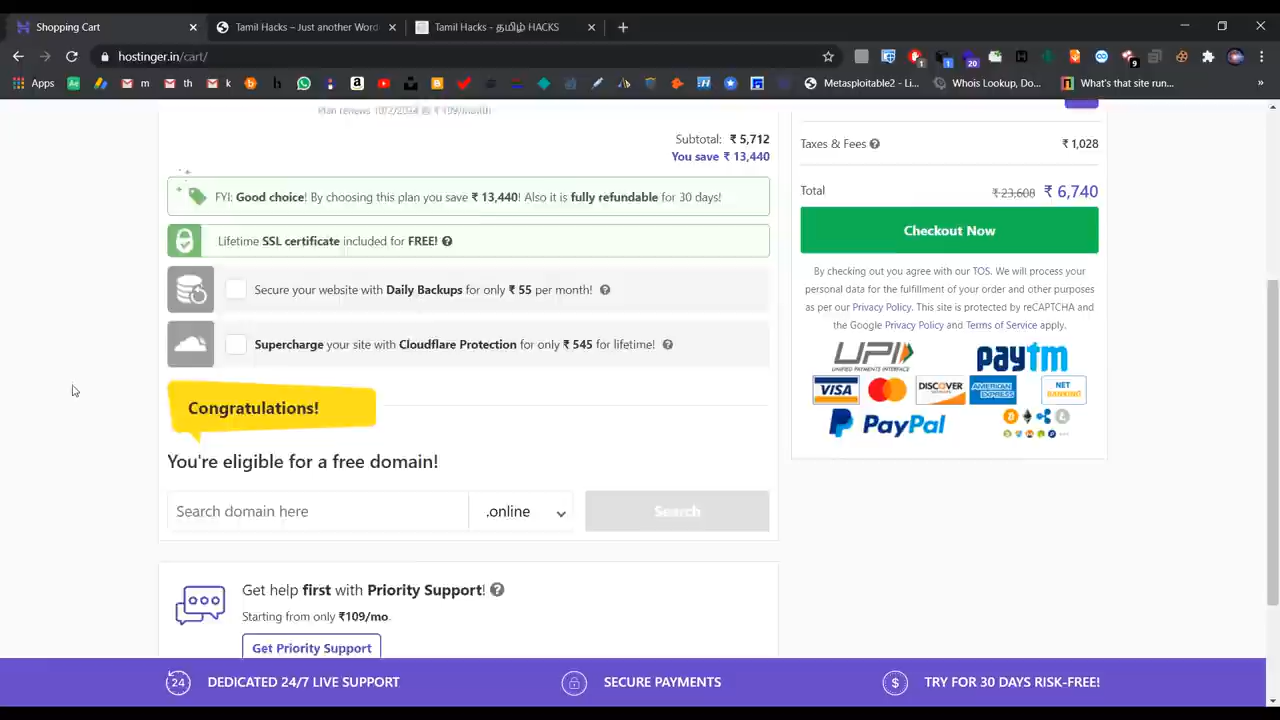 Shopping Cart
Tamil Hacks – Just another Word
Tamil Hacks - தமிழ் HACKS
hostinger.in/cart/
Apps
m
m
k
Metasploitable2 - Li...
Whois Lookup, Do...
What's that site run...
Subtotal: ₹ 5,712
You save ₹ 13,440
FYI: Good choice! By choosing this plan you save ₹ 13,440! Also it is fully refundable for 30 days!
Lifetime SSL certificate included for FREE!
Secure your website with Daily Backups for only ₹ 55 per month!
Supercharge your site with Cloudflare Protection for only ₹ 545 for lifetime!
Congratulations!
You're eligible for a free domain!
Search domain here
.online
Search
Get help first with Priority Support!
Starting from only ₹109/mo.
Get Priority Support
Taxes & Fees ₹ 1,028
Total ₹ 23,608 ₹ 6,740
Checkout Now
By checking out you agree with our TOS. We will process your
personal data for the fulfillment of your order and other purposes
as per our Privacy Policy. This site is protected by reCAPTCHA and
the Google Privacy Policy and Terms of Service apply.
UPI
UNIFIED PAYMENTS INTERFACE
paytm
VISA
MasterCard
DISCOVER
AMERICAN EXPRESS
NET BANKING
PayPal
24 DEDICATED 24/7 LIVE SUPPORT
SECURE PAYMENTS
TRY FOR 30 DAYS RISK-FREE!